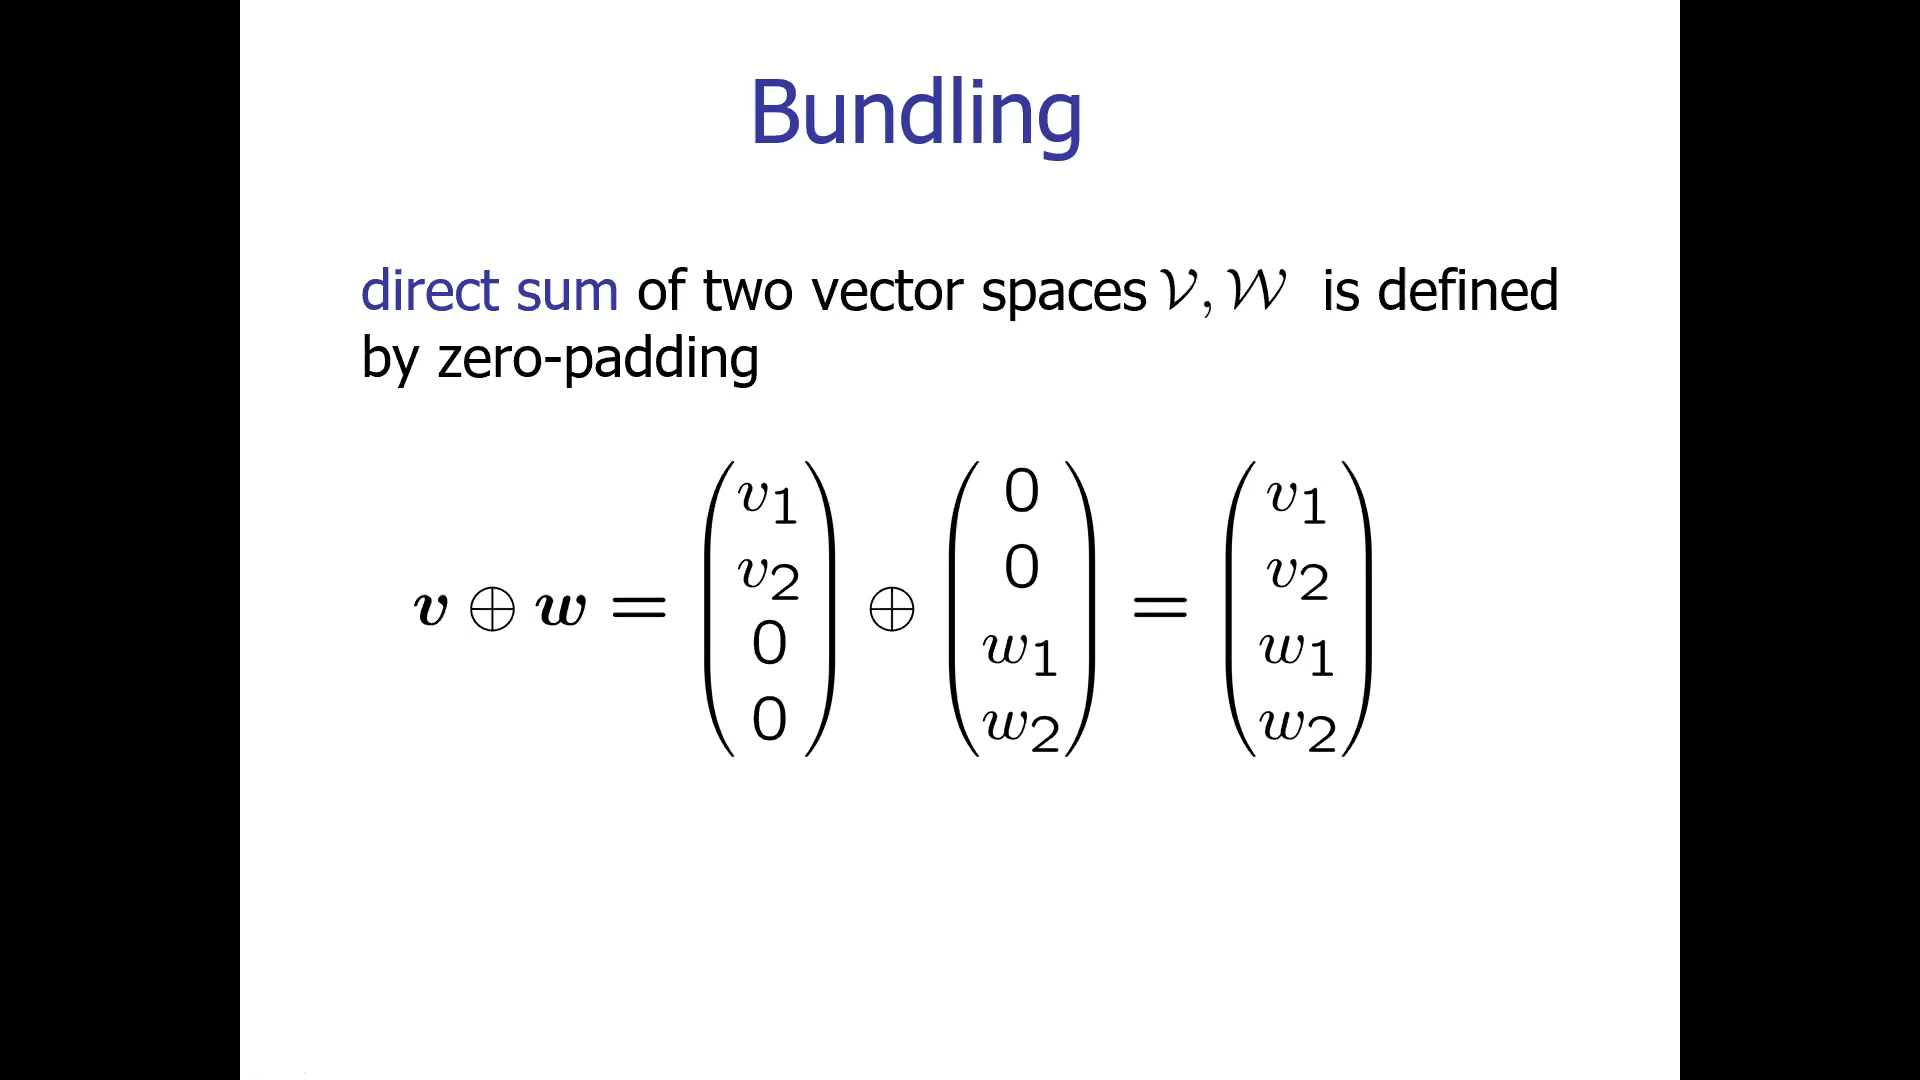 Bundling
direct sum of two vector spaces 𝒱, 𝒲 is defined
by zero-padding
v ⊕ w = (v₁ v₂ 0 0) ⊕ (0 0 w₁ w₂) = (v₁ v₂ w₁ w₂)